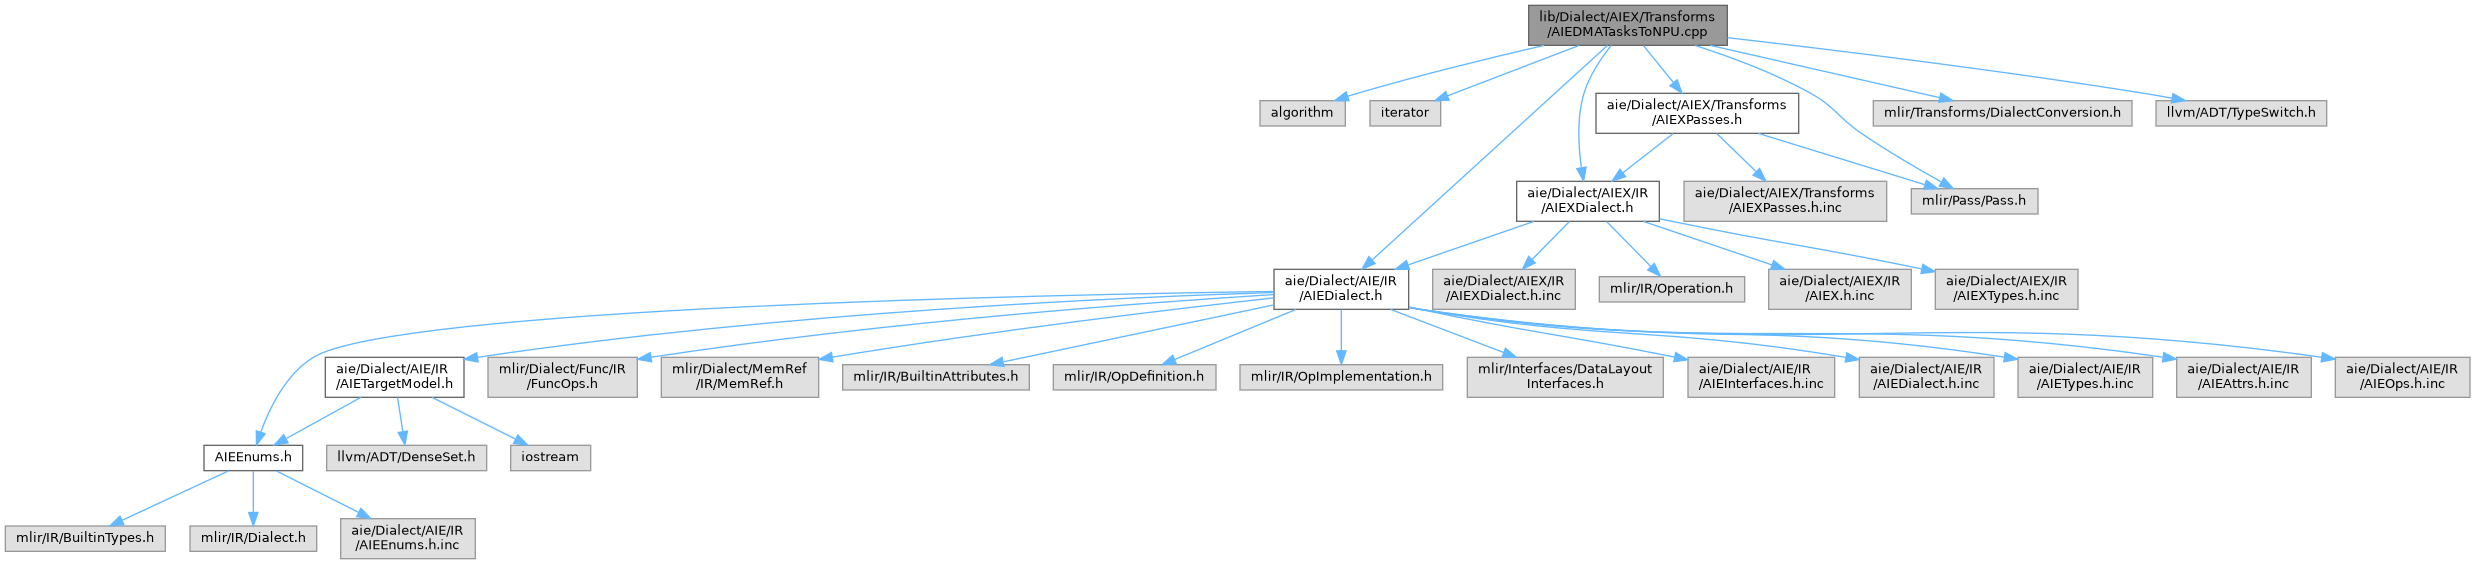 lib/Dialect/AIEX/Transforms
/AIEDMATasksToNPU.cpp
algorithm
iterator
aie/Dialect/AIEX/Transforms
/AIEXPasses.h
mlir/Transforms/DialectConversion.h
llvm/ADT/TypeSwitch.h
aie/Dialect/AIEX/IR
/AIEXDialect.h
aie/Dialect/AIEX/Transforms
/AIEXPasses.h.inc
mlir/Pass/Pass.h
aie/Dialect/AIE/IR
/AIEDialect.h
aie/Dialect/AIEX/IR
/AIEXDialect.h.inc
mlir/IR/Operation.h
aie/Dialect/AIEX/IR
/AIEX.h.inc
aie/Dialect/AIEX/IR
/AIEXTypes.h.inc
aie/Dialect/AIE/IR
/AIETargetModel.h
mlir/Dialect/Func/IR
/FuncOps.h
mlir/Dialect/MemRef
/IR/MemRef.h
mlir/IR/BuiltinAttributes.h
mlir/IR/OpDefinition.h
mlir/IR/OpImplementation.h
mlir/Interfaces/DataLayout
Interfaces.h
aie/Dialect/AIE/IR
/AIEInterfaces.h.inc
aie/Dialect/AIE/IR
/AIEDialect.h.inc
aie/Dialect/AIE/IR
/AIETypes.h.inc
aie/Dialect/AIE/IR
/AIEAttrs.h.inc
aie/Dialect/AIE/IR
/AIEOps.h.inc
AIEEnums.h
llvm/ADT/DenseSet.h
iostream
mlir/IR/BuiltinTypes.h
mlir/IR/Dialect.h
aie/Dialect/AIE/IR
/AIEEnums.h.inc